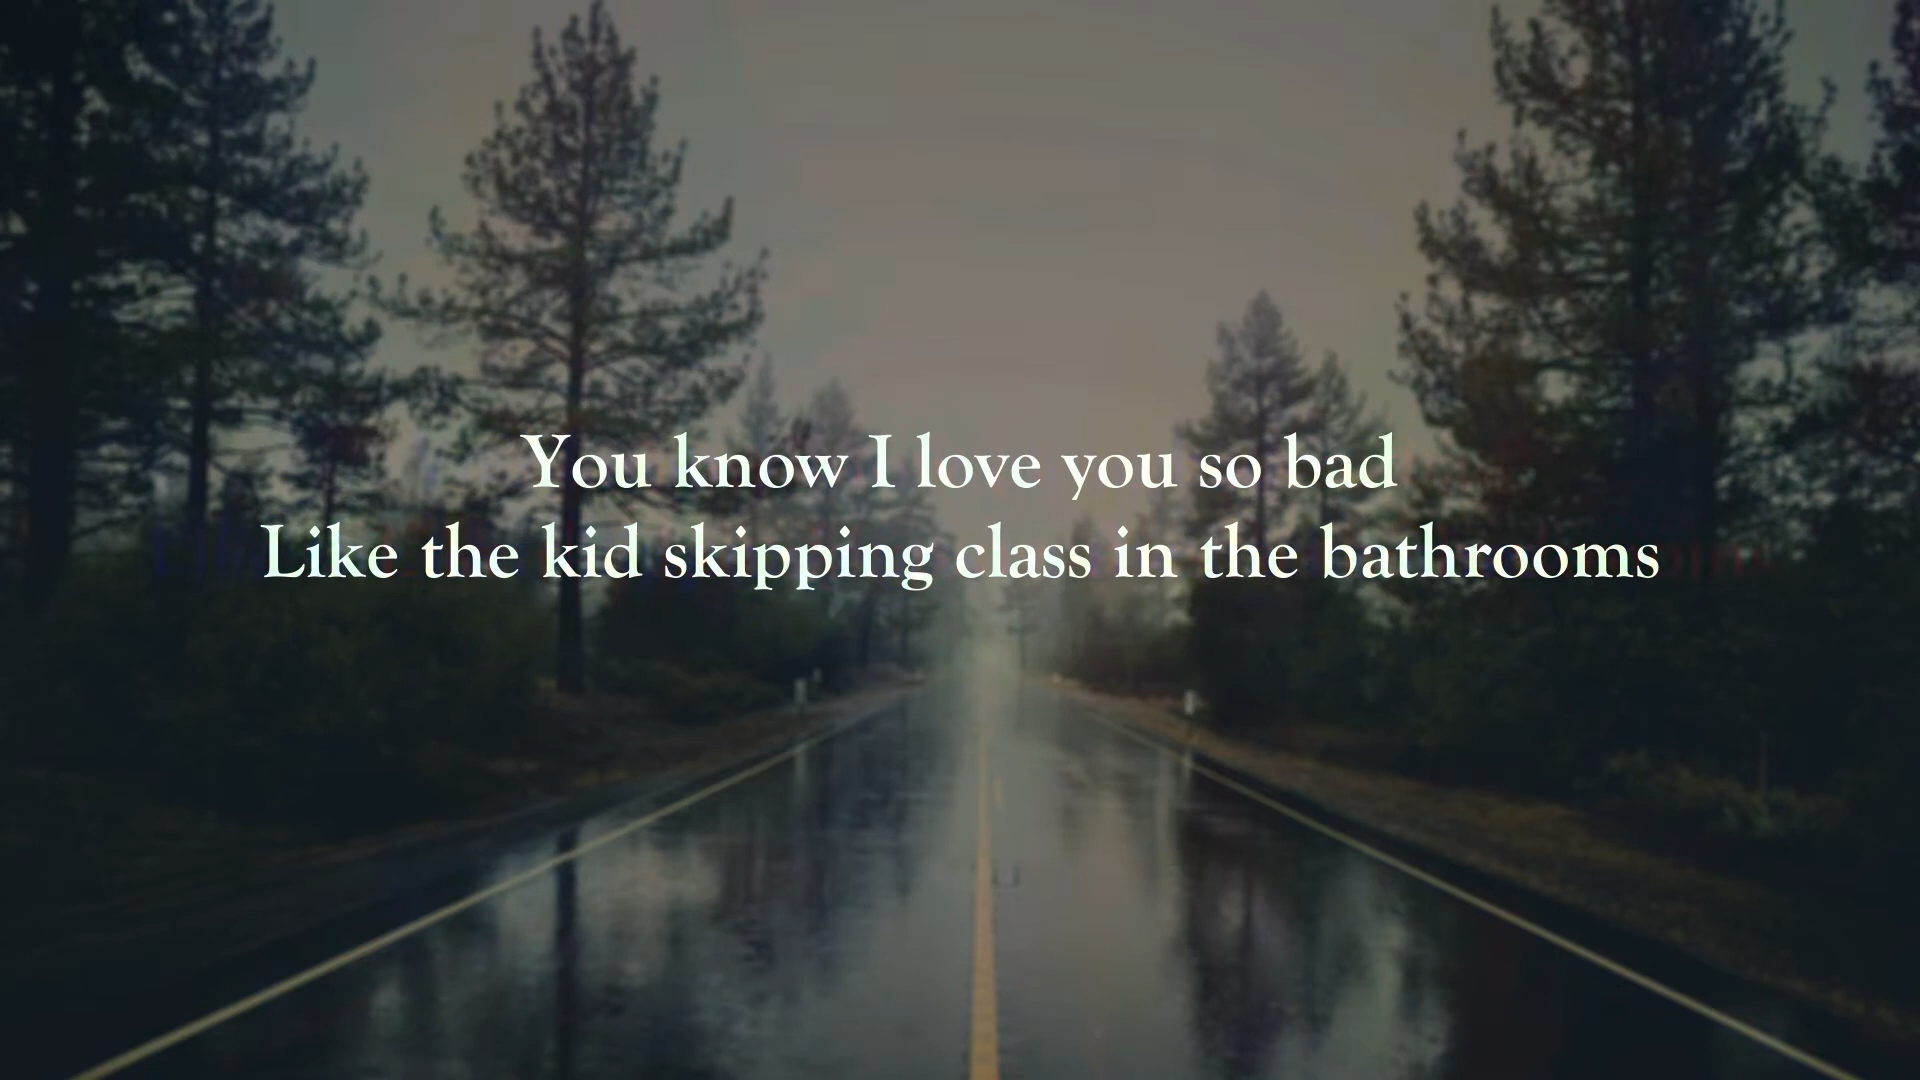 You know I love you so bad
Like the kid skipping class in the bathrooms